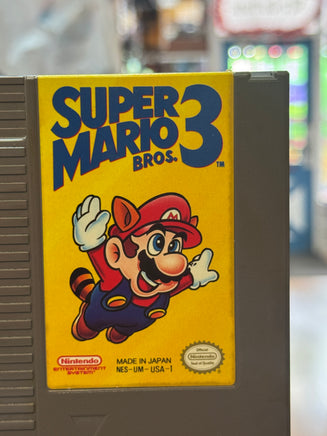 SUPER
MARIO 3
BROS. TM
M
Nintendo
ENTERTAINMENT
SYSTEM
MADE IN JAPAN
NES-UM-USA-1
Official
Nintendo
Seal of Quality